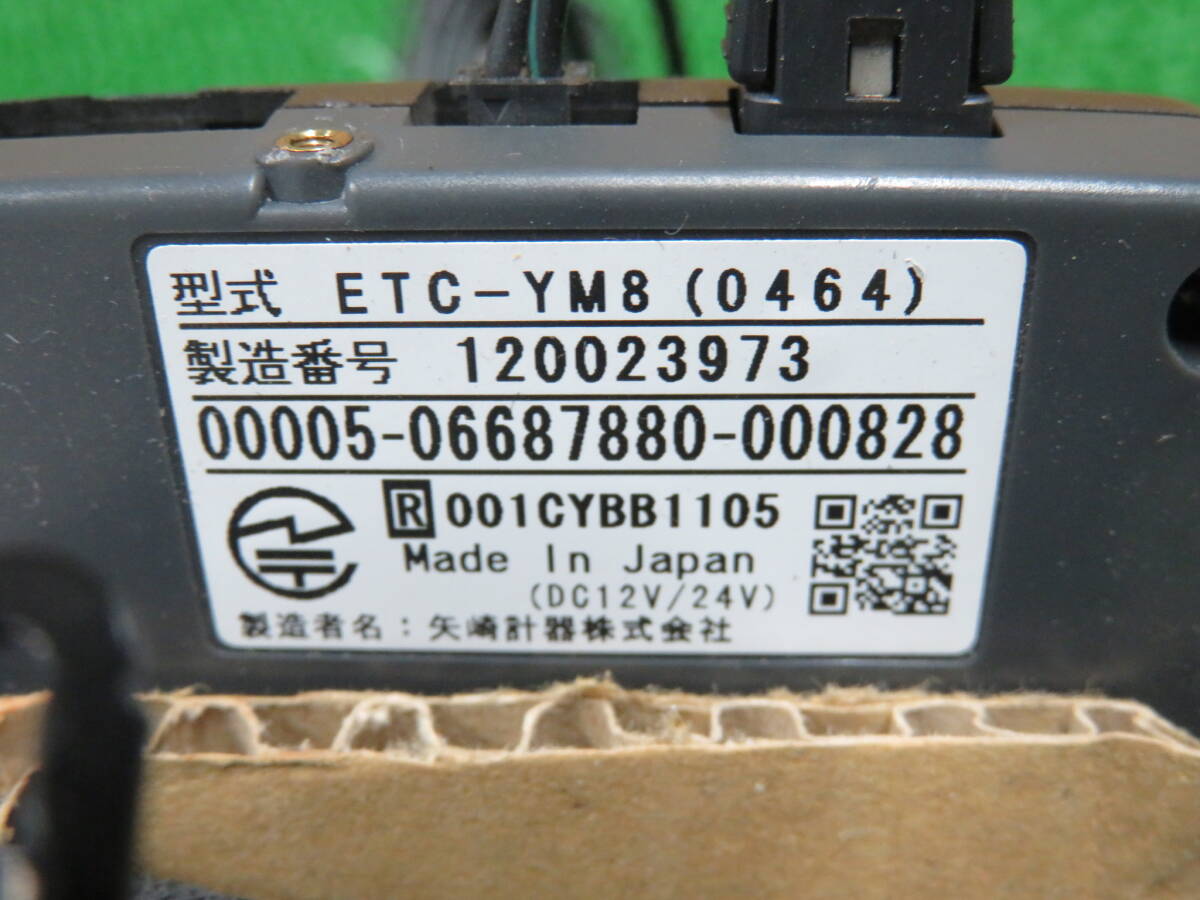 型式 ETC-YM8(0464)
製造番号 120023973
00005-06687880-000828
R 001CYBB1105
Made In Japan
(DC12V/24V)
製造者名:矢崎計器株式会社